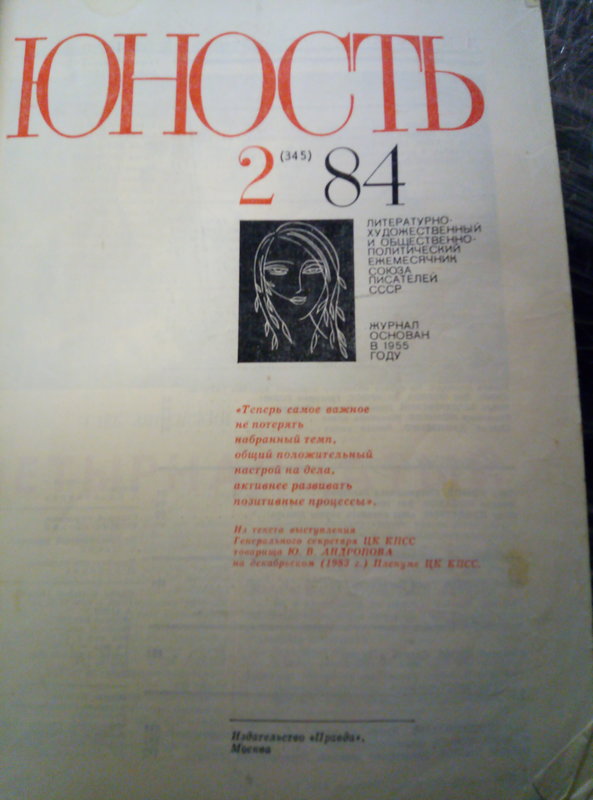 ЮНОСТЬ
2 (345) 84
ЛИТЕРАТУРНО-
ХУДОЖЕСТВЕННЫЙ
И ОБЩЕСТВЕННО-
ПОЛИТИЧЕСКИЙ
ЕЖЕМЕСЯЧНИК
СОЮЗА
ПИСАТЕЛЕЙ
СССР
ЖУРНАЛ
ОСНОВАН
В 1955
ГОДУ
«Теперь самое важное
не потерять
набранный темп,
общий положительный
настрой на дела,
активнее развивать
позитивные процессы».
Из текста выступления
Генерального секретаря ЦК КПСС
товарища Ю. В. АНДРОПОВА
на декабрьском (1983 г.) Пленуме ЦК КПСС.
Издательство «Правда».
Москва